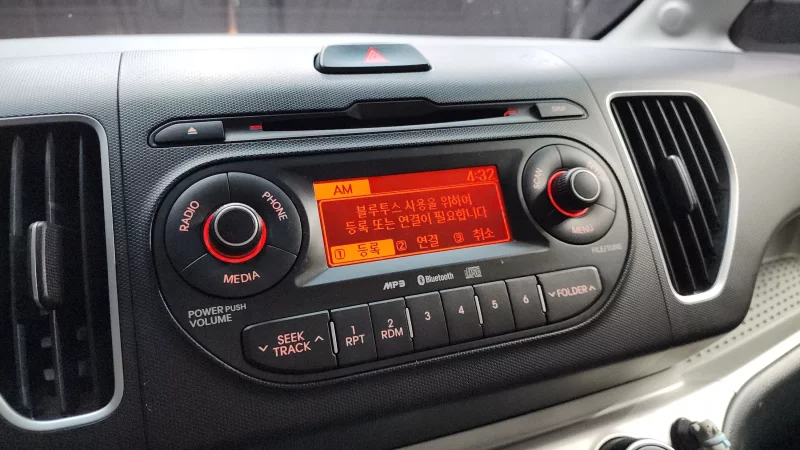 AM 4:32
블루투스 사용을 위하여
등록 또는 연결이 필요합니다
① 등록 ② 연결 ③ 취소
RADIO
PHONE
MEDIA
POWER PUSH
VOLUME
SCAN
MENU
FILE/TUNE
MP3 Bluetooth
SEEK
TRACK
1
RPT
2
RDM
3
4
5
6
FOLDER